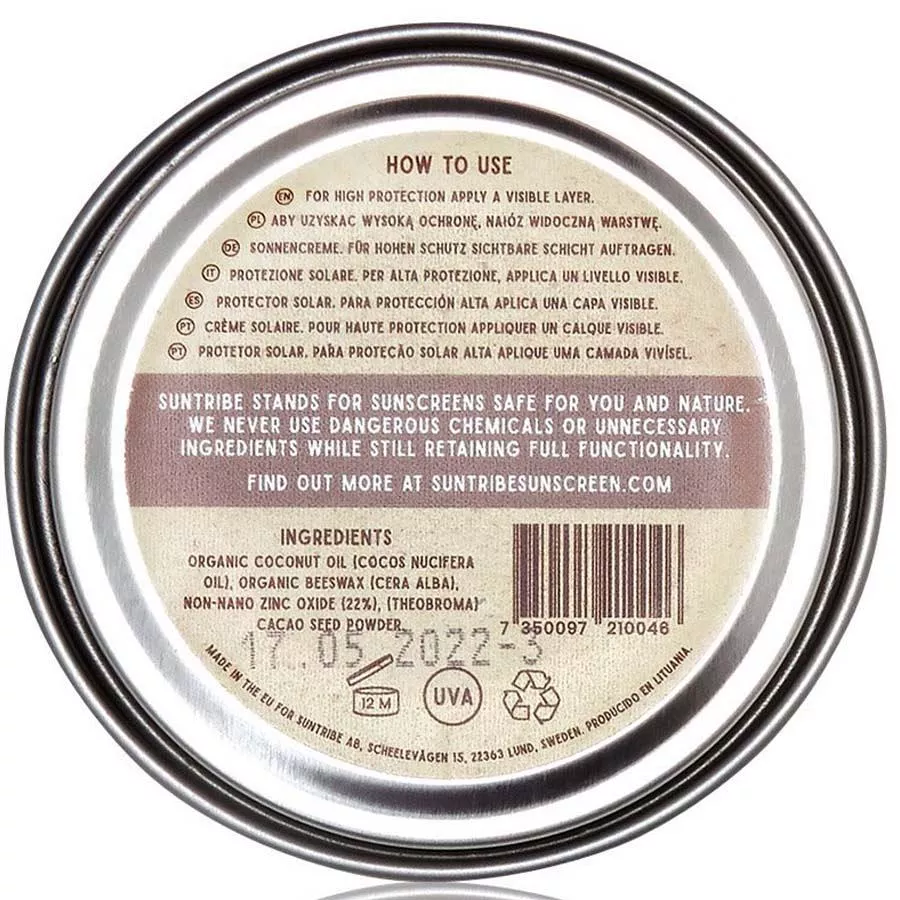 HOW TO USE
EN FOR HIGH PROTECTION APPLY A VISIBLE LAYER.
PL ABY UZYSKAC WYSOKĄ OCHRONĘ, NAIÓZ WIDOCZNĄ WARSTWĘ.
DE SONNENCREME. FÜR HOHEN SCHUTZ SICHTBARE SCHICHT AUFTRAGEN.
IT PROTEZIONE SOLARE. PER ALTA PROTEZIONE, APPLICA UN LIVELLO VISIBLE.
ES PROTECTOR SOLAR. PARA PROTECCIÓN ALTA APLICA UNA CAPA VISIBLE.
PT CRÈME SOLAIRE. POUR HAUTE PROTECTION APPLIQUER UN CALQUE VISIBLE.
PT PROTETOR SOLAR. PARA PROTEÇÃO SOLAR ALTA APLIQUE UMA CAMADA VIVÍSEL.
SUNTRIBE STANDS FOR SUNSCREENS SAFE FOR YOU AND NATURE.
WE NEVER USE DANGEROUS CHEMICALS OR UNNECESSARY
INGREDIENTS WHILE STILL RETAINING FULL FUNCTIONALITY.
FIND OUT MORE AT SUNTRIBESUNSCREEN.COM
INGREDIENTS
ORGANIC COCONUT OIL (COCOS NUCIFERA
OIL), ORGANIC BEESWAX (CERA ALBA),
NON-NANO ZINC OXIDE (22%), (THEOBROMA)
CACAO SEED POWDER
7 350097 210046
17.05 2022-3
12 M
UVA
MADE IN THE EU FOR SUNTRIBE AB, SCHEELEVÄGEN 15, 22363 LUND, SWEDEN. PRODUCIDO EN LITUANIA.